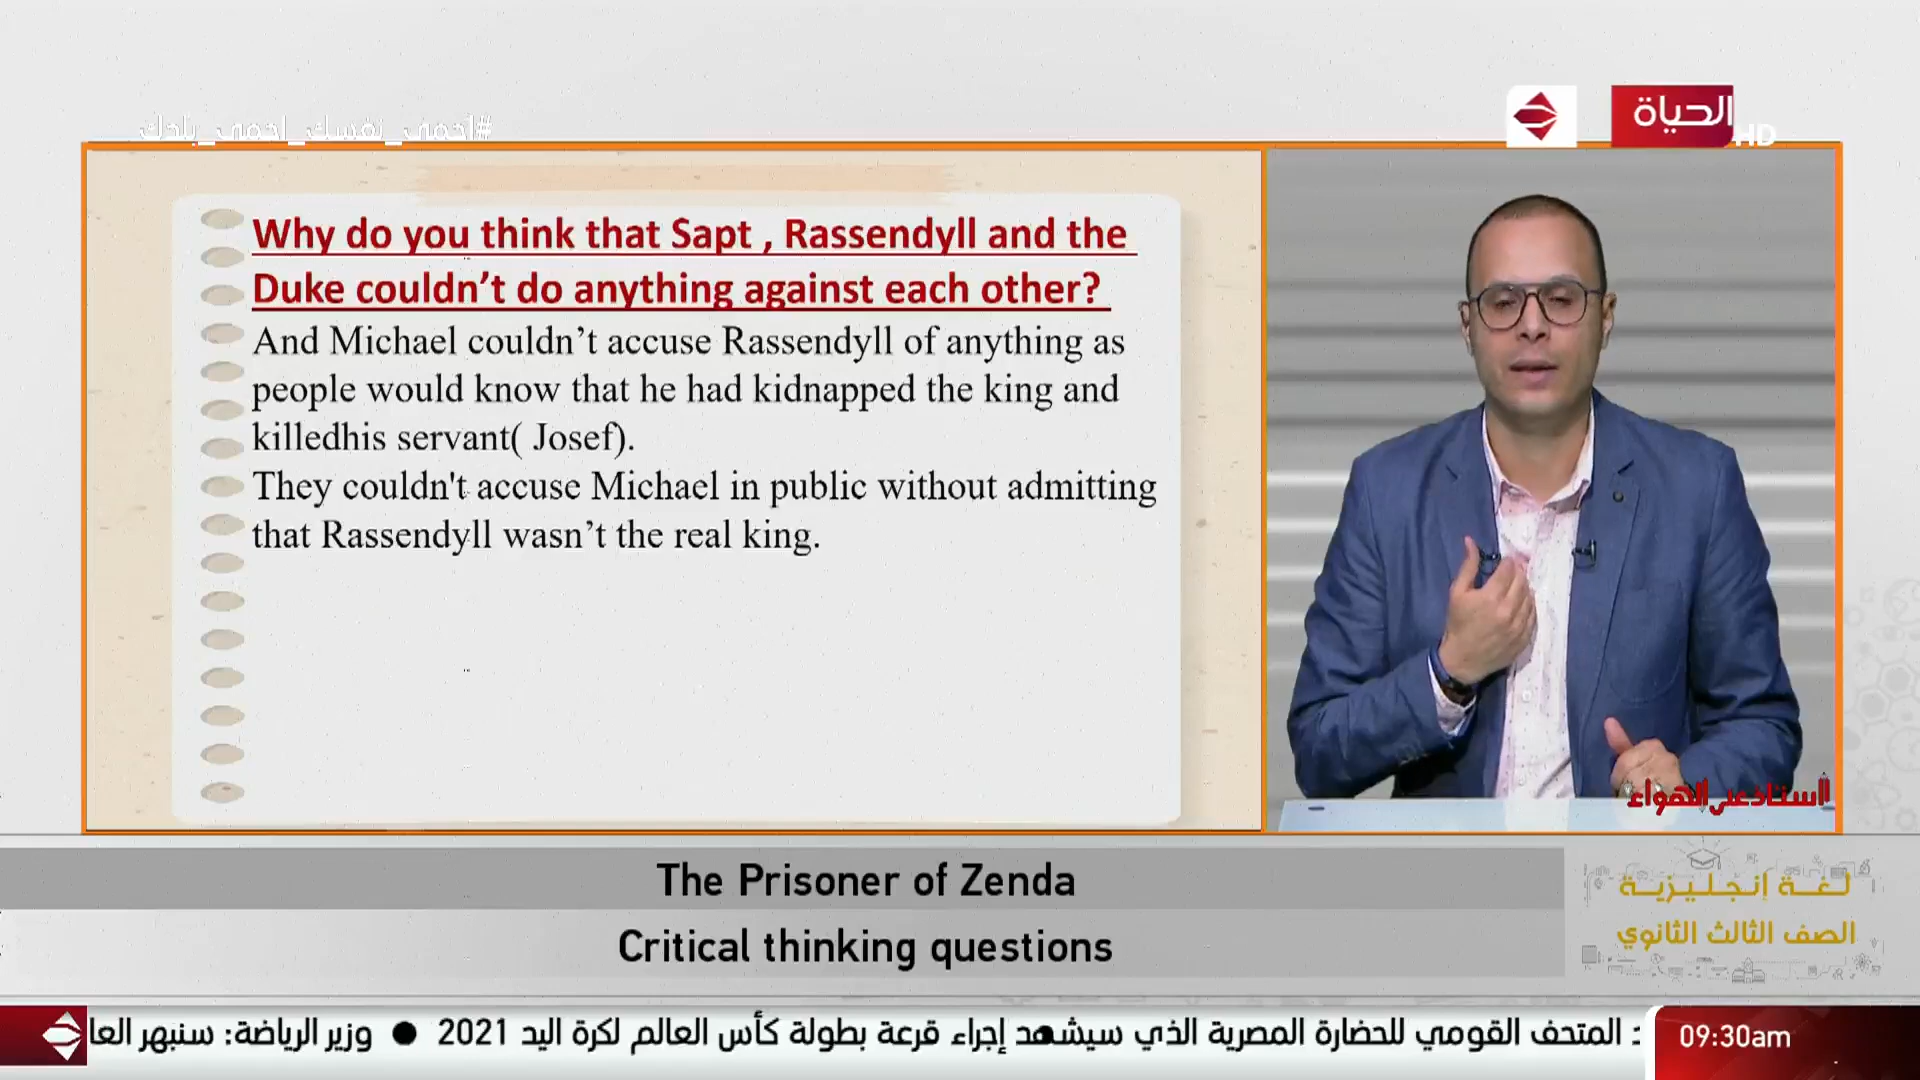 #احمي_نفسك_احمي_بلدك
الحياة
HD
Why do you think that Sapt , Rassendyll and the
Duke couldn’t do anything against each other?
And Michael couldn’t accuse Rassendyll of anything as
people would know that he had kidnapped the king and
killedhis servant( Josef).
They couldn't accuse Michael in public without admitting
that Rassendyll wasn’t the real king.
أستاذ على الهواء
The Prisoner of Zenda
Critical thinking questions
لغة إنجليزية
الصف الثالث الثانوي
المتحف القومي للحضارة المصرية الذي سيشهد إجراء قرعة بطولة كأس العالم لكرة اليد 2021 ● وزير الرياضة: سنبهر العا
09:30am